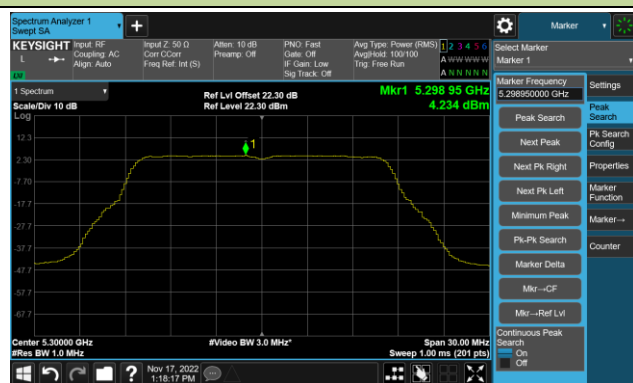 Spectrum Analyzer 1
Swept SA
Marker
KEYSIGHT
L
Input: RF
Coupling: AC
Align: Auto
Input Z: 50 Ω
Corr CCorr
Freq Ref: Int (S)
Atten: 10 dB
Preamp: Off
PNO: Fast
Gate: Off
IF Gain: Low
Sig Track: Off
Avg Type: Power (RMS)
Avg|Hold: 100/100
Trig: Free Run
1 2 3 4 5 6
A W W W W W
A N N N N N
Select Marker
Marker 1
1 Spectrum
Scale/Div 10 dB
Ref Lvl Offset 22.30 dB
Ref Level 22.30 dBm
Mkr1 5.298 95 GHz
4.234 dBm
Log
12.3
2.30
-7.70
-17.7
-27.7
-37.7
-47.7
-57.7
-67.7
1
Center 5.30000 GHz
#Res BW 1.0 MHz
#Video BW 3.0 MHz*
Span 30.00 MHz
Sweep 1.00 ms (201 pts)
Marker Frequency
5.298950000 GHz
Peak Search
Next Peak
Next Pk Right
Next Pk Left
Minimum Peak
Pk-Pk Search
Marker Delta
Mkr→CF
Mkr→Ref Lvl
Continuous Peak
Search
On
Off
Settings
Peak
Search
Pk Search
Config
Properties
Marker
Function
Marker→
Counter
Nov 17, 2022
1:18:17 PM